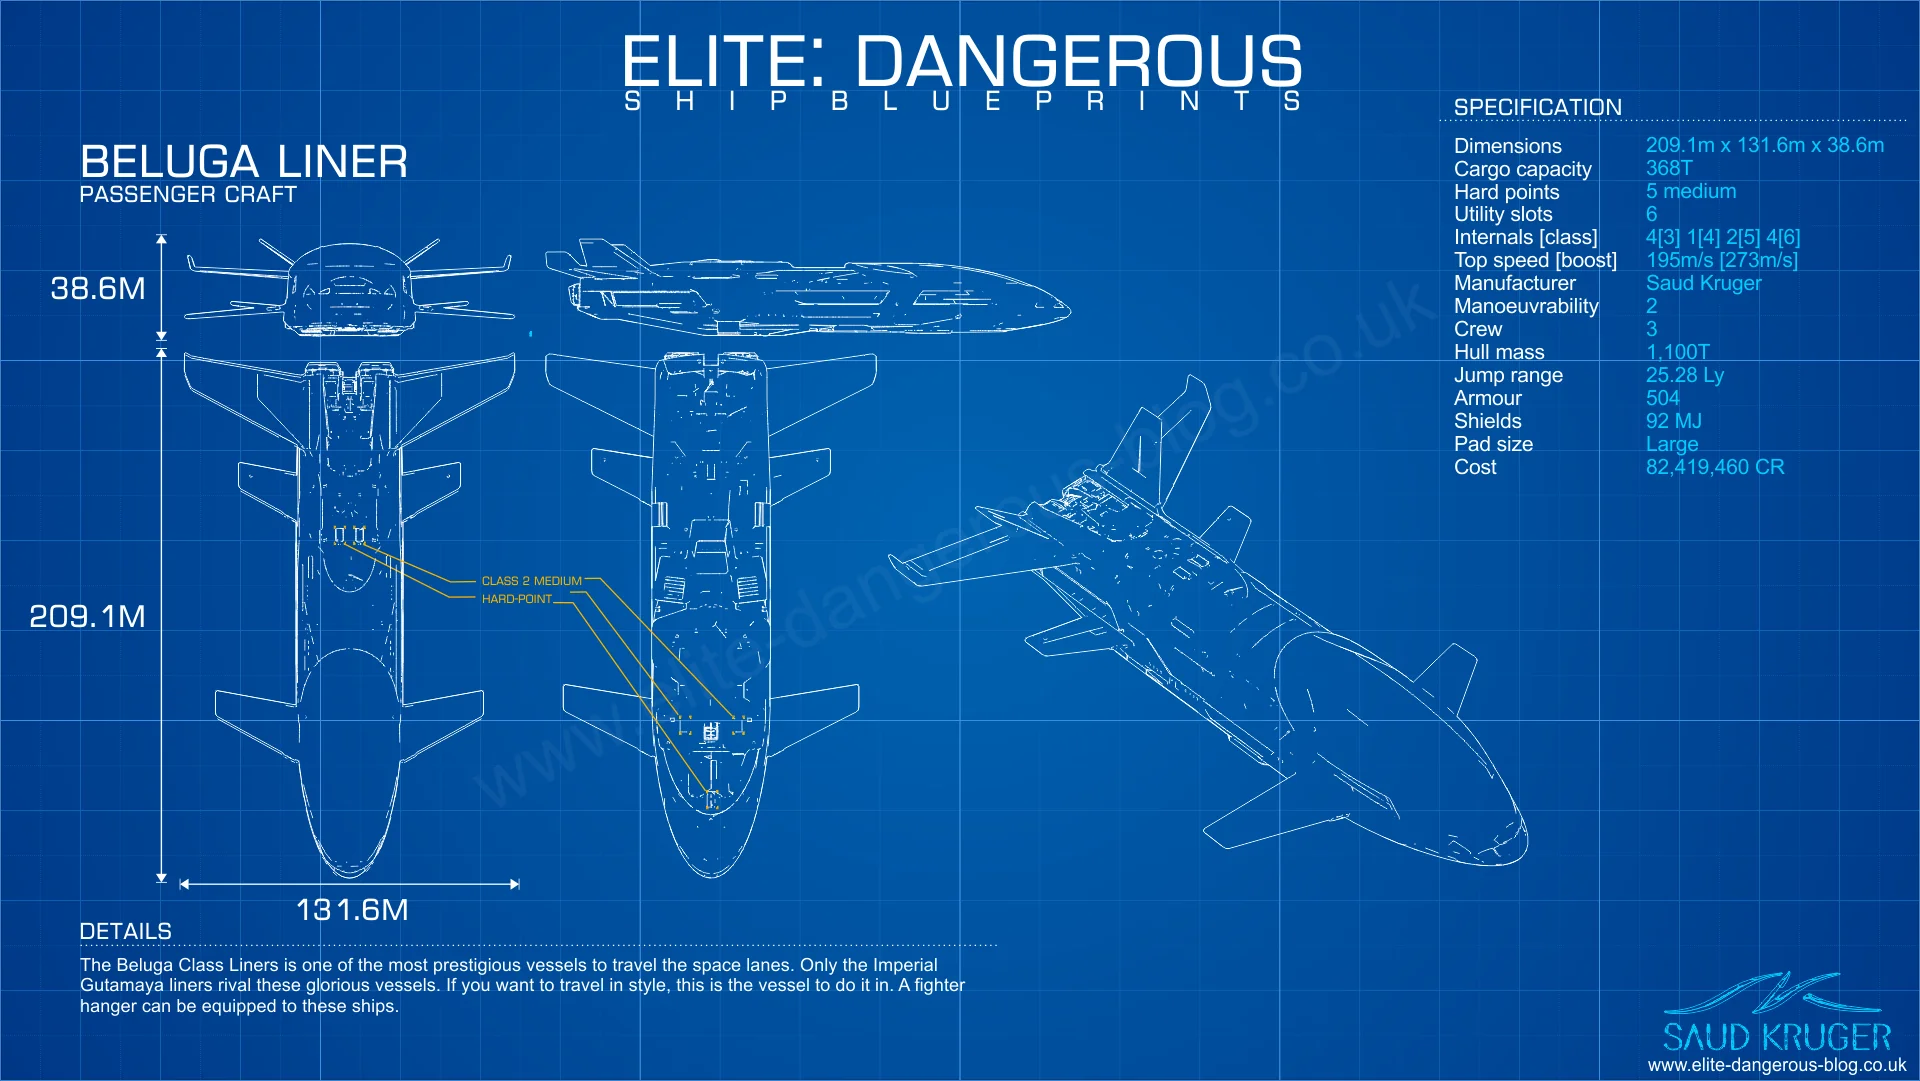 ELITE: DANGEROUS
SHIP BLUEPRINTS
BELUGA LINER
PASSENGER CRAFT
38.6M
209.1M
131.6M
CLASS 2 MEDIUM
HARD-POINT
SPECIFICATION
Dimensions 209.1m x 131.6m x 38.6m
Cargo capacity 368T
Hard points 5 medium
Utility slots 6
Internals [class] 4[3] 1[4] 2[5] 4[6]
Top speed [boost] 195m/s [273m/s]
Manufacturer Saud Kruger
Manoeuvrability 2
Crew 3
Hull mass 1,100T
Jump range 25.28 Ly
Armour 504
Shields 92 MJ
Pad size Large
Cost 82,419,460 CR
www.elite-dangerous-blog.co.uk
DETAILS
The Beluga Class Liners is one of the most prestigious vessels to travel the space lanes. Only the Imperial
Gutamaya liners rival these glorious vessels. If you want to travel in style, this is the vessel to do it in. A fighter
hanger can be equipped to these ships.
SAUD KRUGER
www.elite-dangerous-blog.co.uk